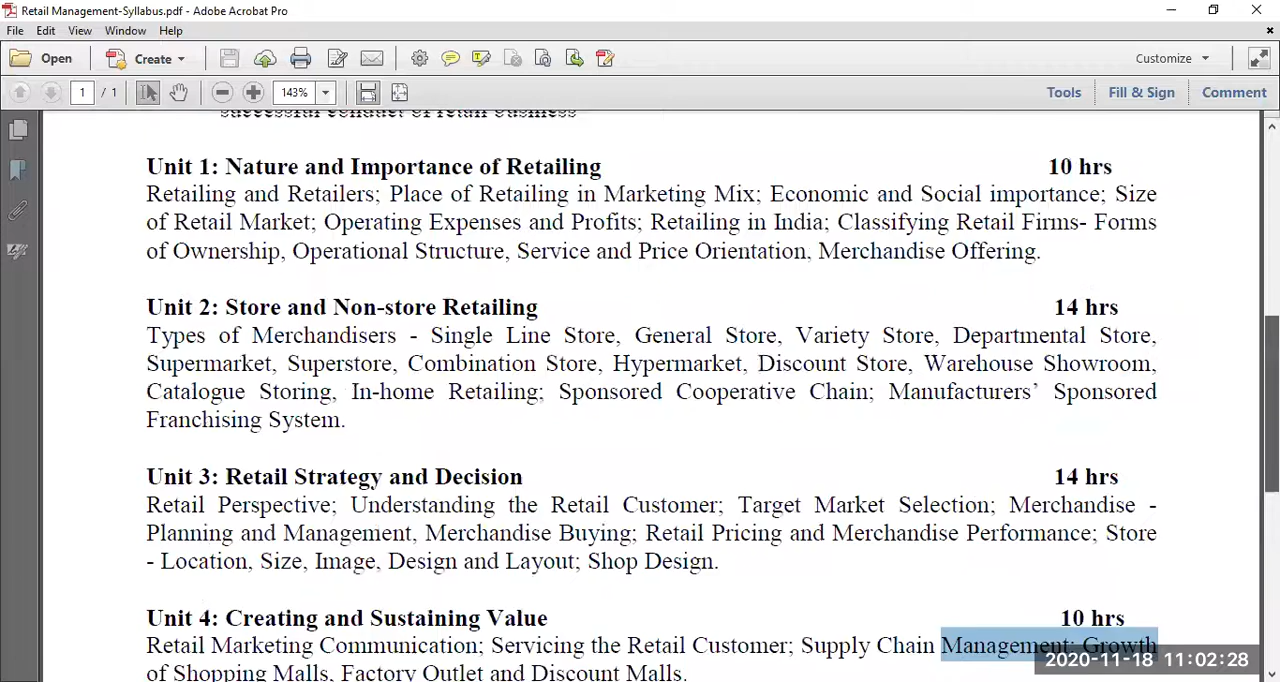 Retail Management-Syllabus.pdf - Adobe Acrobat Pro
File Edit View Window Help
Open Create Customize
1 / 1 143% Tools Fill & Sign Comment
successful conduct of retail business
Unit 1: Nature and Importance of Retailing 10 hrs
Retailing and Retailers; Place of Retailing in Marketing Mix; Economic and Social importance; Size
of Retail Market; Operating Expenses and Profits; Retailing in India; Classifying Retail Firms- Forms
of Ownership, Operational Structure, Service and Price Orientation, Merchandise Offering.
Unit 2: Store and Non-store Retailing 14 hrs
Types of Merchandisers - Single Line Store, General Store, Variety Store, Departmental Store,
Supermarket, Superstore, Combination Store, Hypermarket, Discount Store, Warehouse Showroom,
Catalogue Storing, In-home Retailing; Sponsored Cooperative Chain; Manufacturers’ Sponsored
Franchising System.
Unit 3: Retail Strategy and Decision 14 hrs
Retail Perspective; Understanding the Retail Customer; Target Market Selection; Merchandise -
Planning and Management, Merchandise Buying; Retail Pricing and Merchandise Performance; Store
- Location, Size, Image, Design and Layout; Shop Design.
Unit 4: Creating and Sustaining Value 10 hrs
Retail Marketing Communication; Servicing the Retail Customer; Supply Chain Management; Growth
of Shopping Malls, Factory Outlet and Discount Malls.
2020-11-18 11:02:28